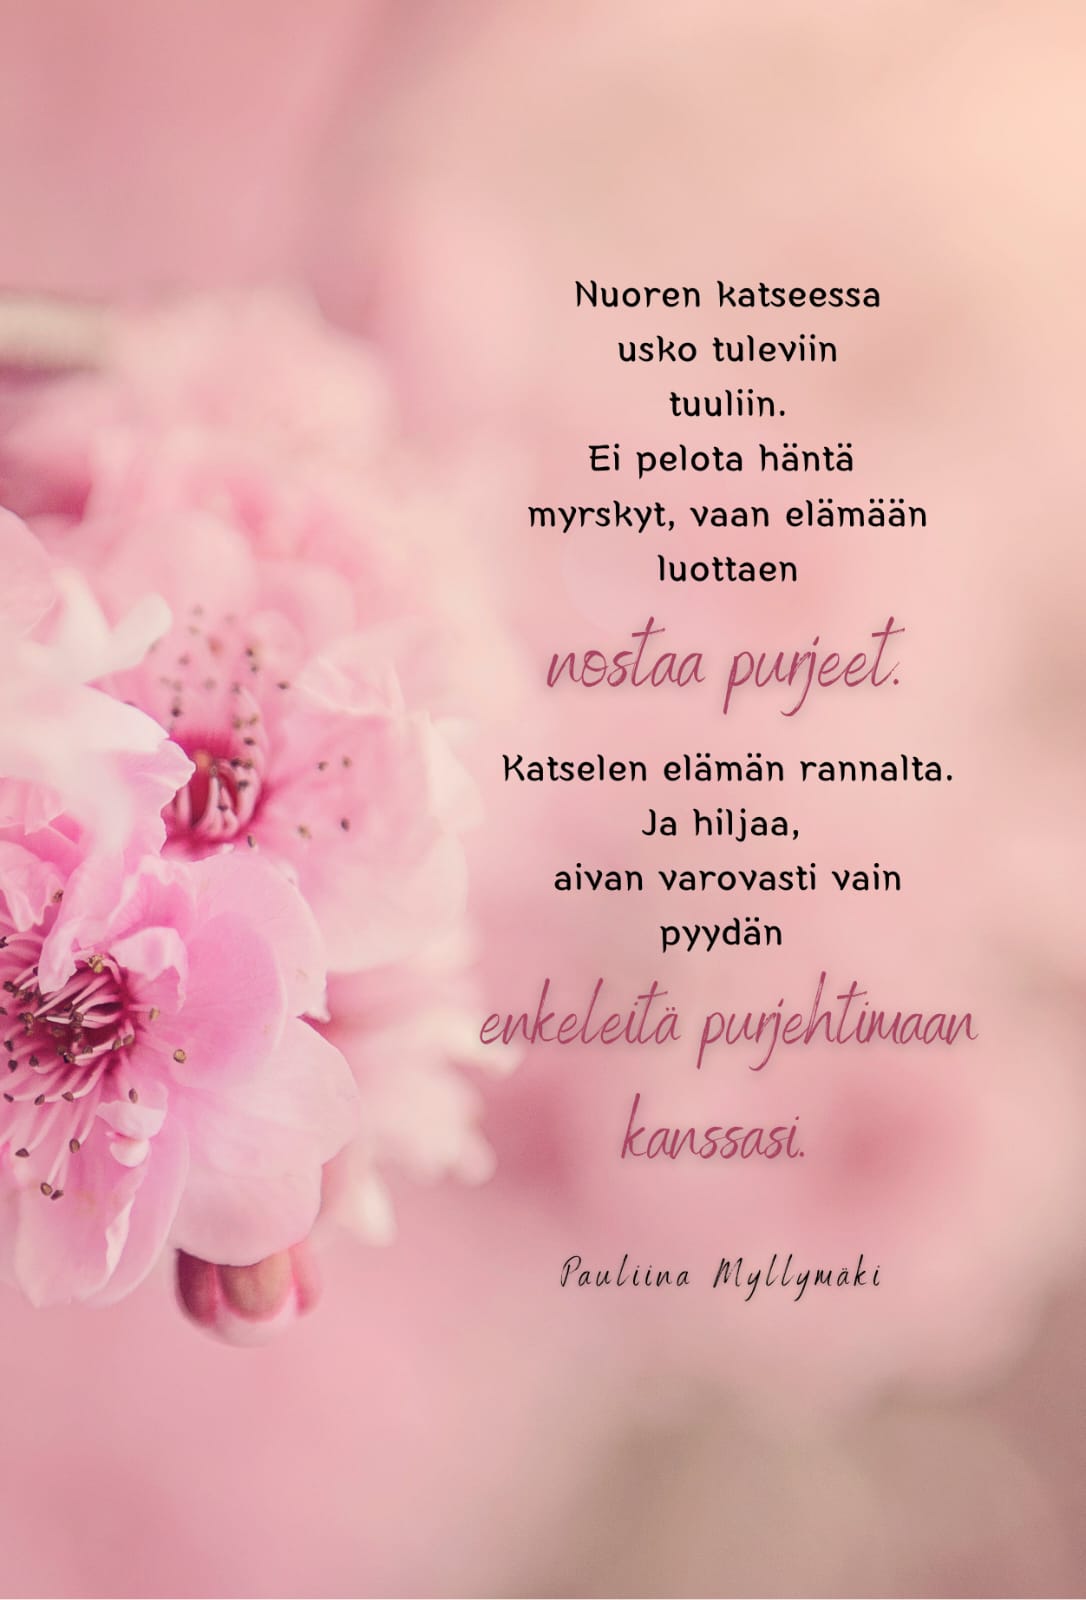 Nuoren katseessa
usko tuleviin
tuuliin.
Ei pelota häntä
myrskyt, vaan elämään
luottaen
nostaa purjeet.
Katselen elämän rannalta.
Ja hiljaa,
aivan varovasti vain
pyydän
enkeleitä purjehtimaan
kanssasi.
Pauliina Myllymäki